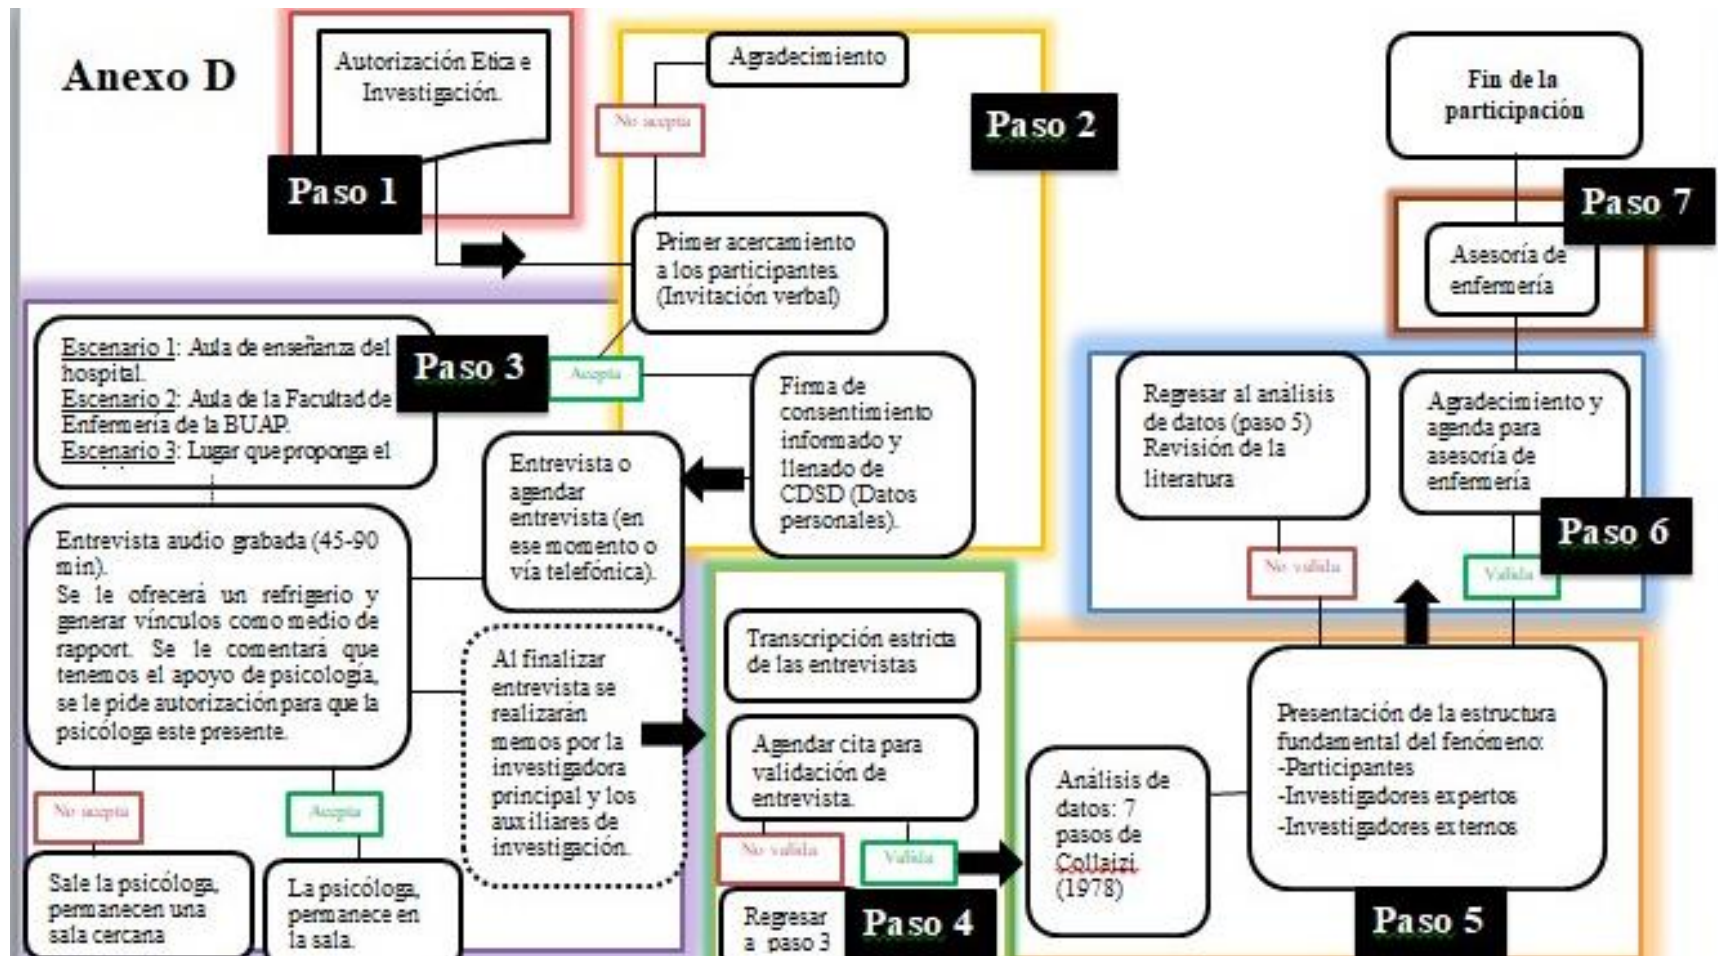 Anexo D
Autorización Etica e
Investigación.
Paso 1
Agradecimiento
No acepta
Paso 2
Primer acercamiento
a los participantes.
(Invitación verbal)
Acepta
Firma de
consentimiento
informado y
llenado de
CDSD (Datos
personales).
Paso 3
Escenario 1: Aula de enseñanza del
hospital.
Escenario 2: Aula de la Facultad de
Enfermería de la BUAP.
Escenario 3: Lugar que proponga el
Entrevista o
agendar
entrevista (en
ese momento o
vía telefónica).
Entrevista audio grabada (45-90
min).
Se le ofrecerá un refrigerio y
generar vínculos como medio de
rapport. Se le comentará que
tenemos el apoyo de psicología,
se le pide autorización para que la
psicóloga este presente.
No acepta
Acepta
Sale la psicóloga,
permanecen una
sala cercana
La psicóloga,
permanece en
la sala.
Al finalizar
entrevista se
realizarán
memos por la
investigadora
principal y los
auxiliares de
investigación.
Transcripción estricta
de las entrevistas
Agendar cita para
validación de
entrevista.
No valida
Valida
Regresar
a paso 3
Paso 4
Análisis de
datos: 7
pasos de
Collaizi
(1978)
Presentación de la estructura
fundamental del fenómeno:
-Participantes
-Investigadores expertos
-Investigadores externos
Paso 5
No valida
Valida
Regresar al análisis
de datos (paso 5)
Revisión de la
literatura
Agradecimiento y
agenda para
asesoría de
enfermería
Paso 6
Asesoría de
enfermería
Paso 7
Fin de la
participación